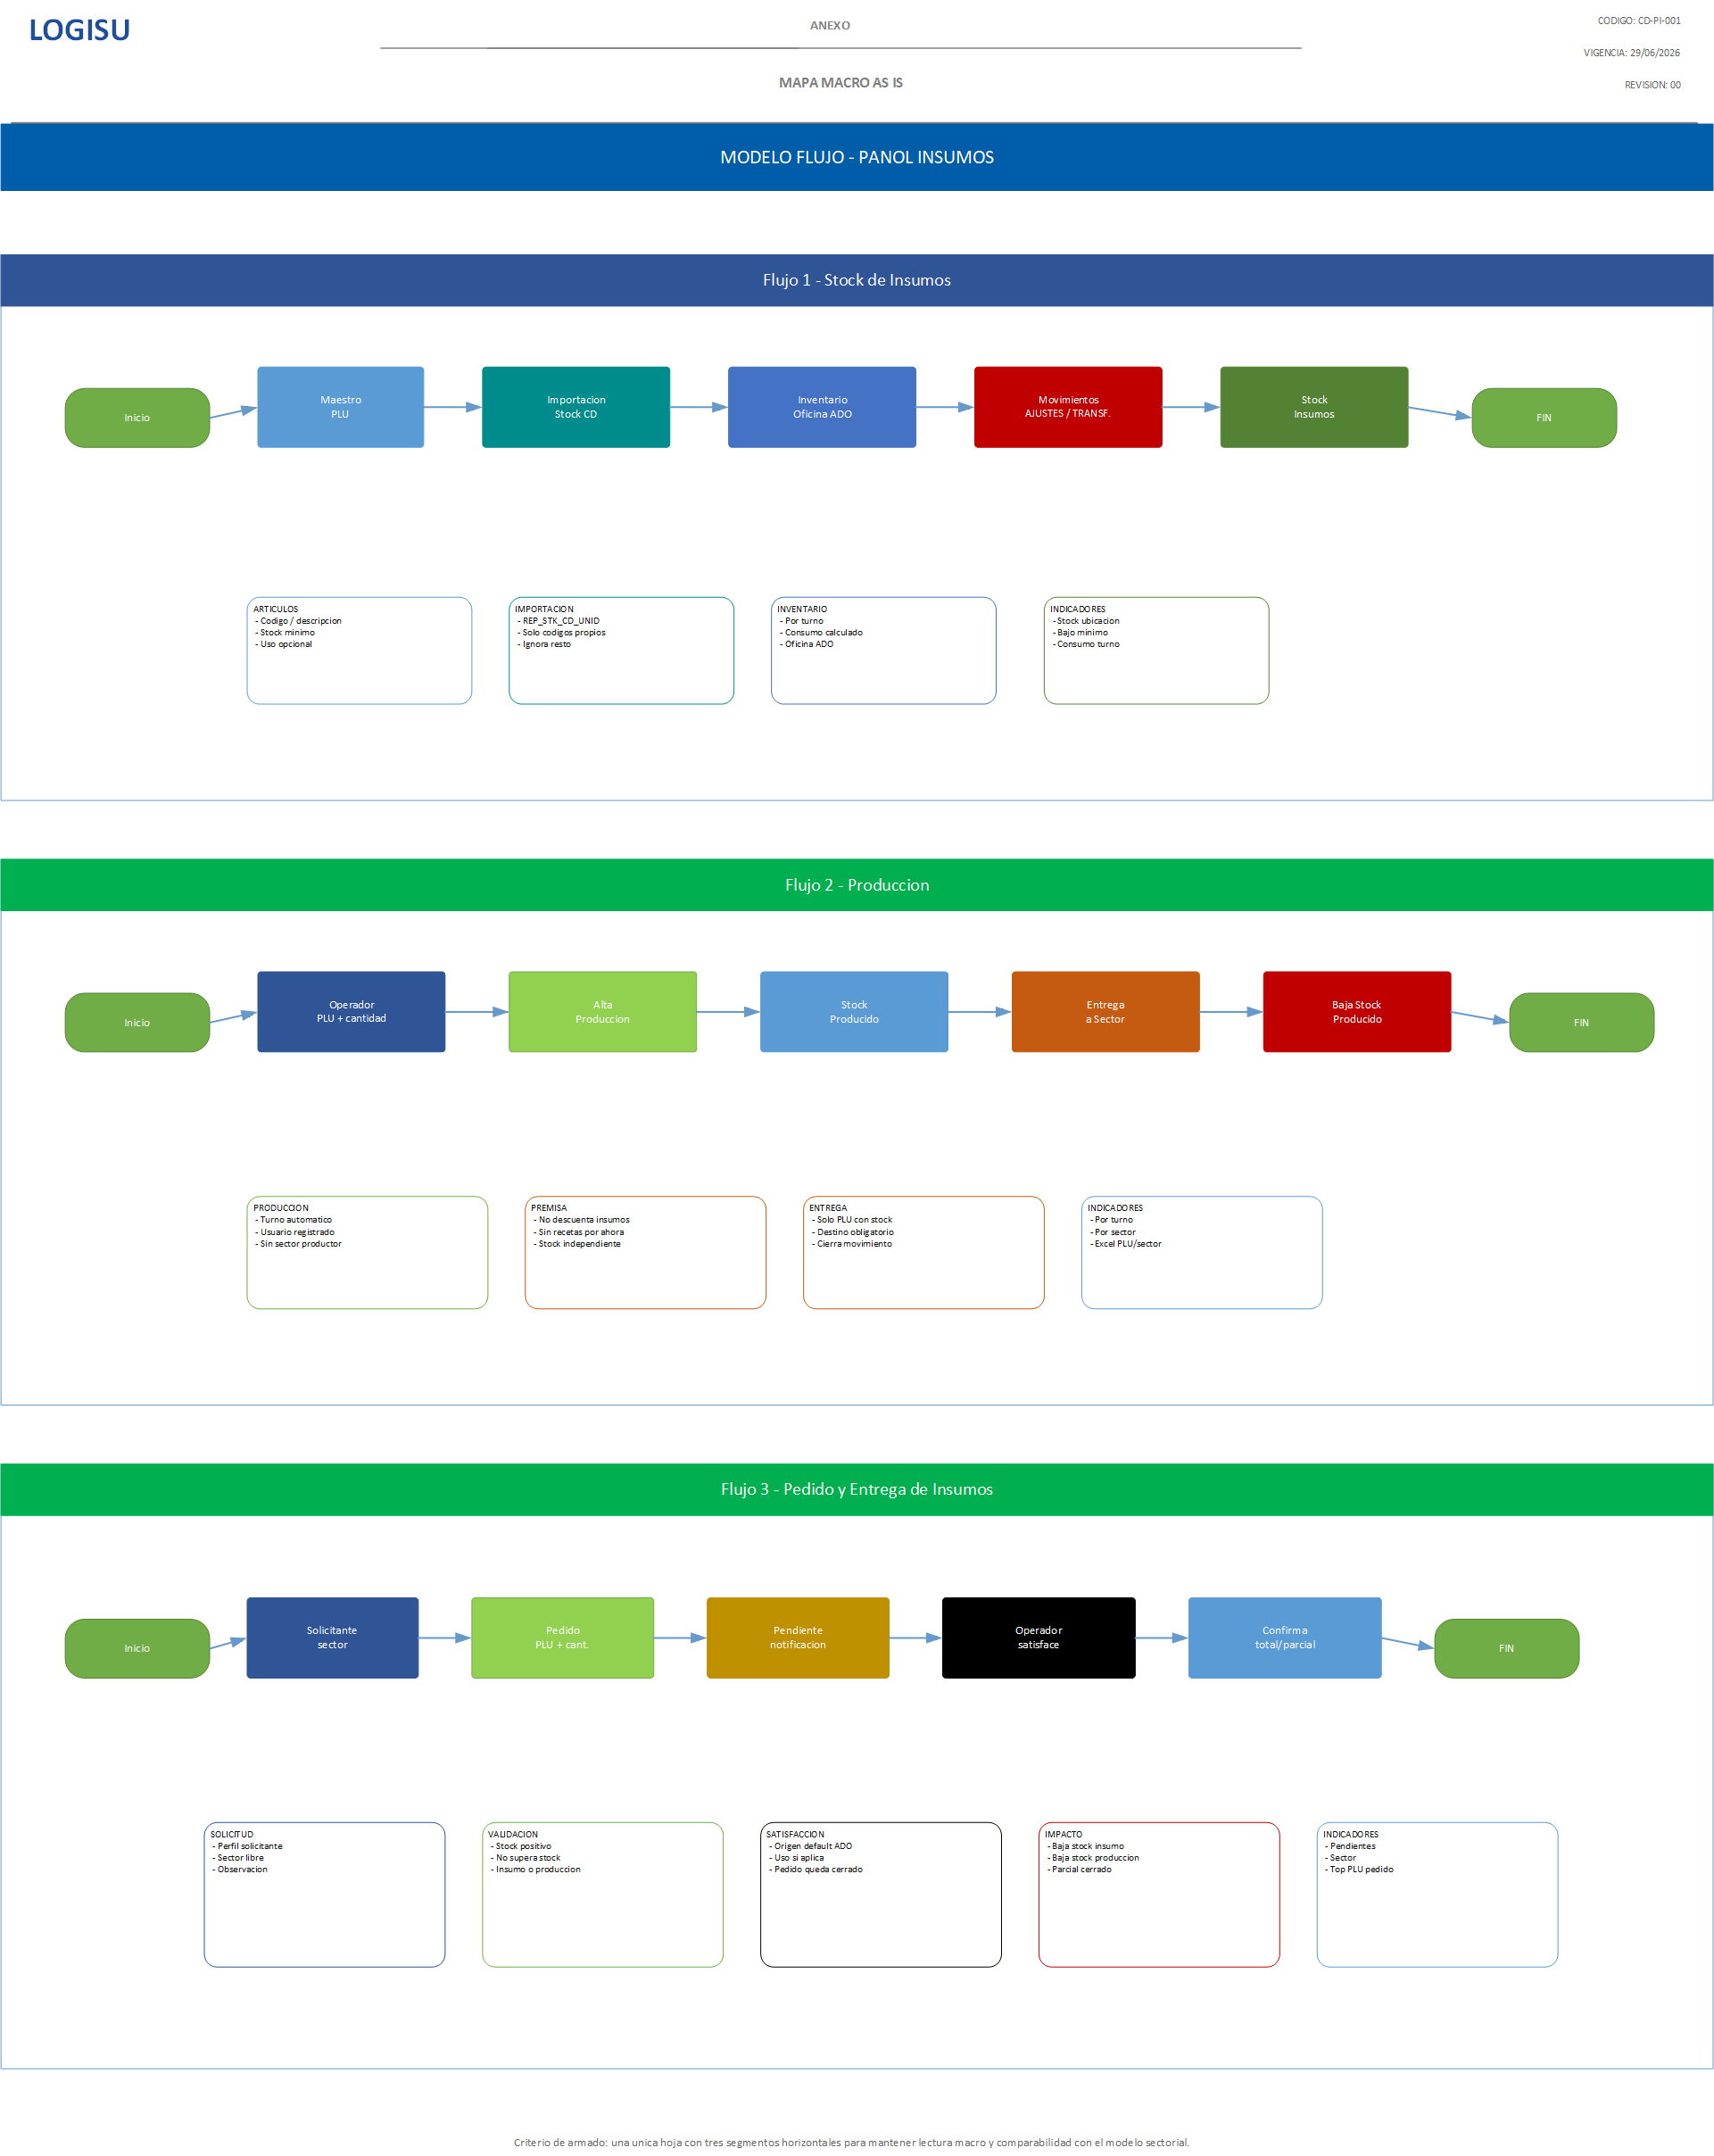 LOGISU
ANEXO
CODIGO: CD-PI-001
VIGENCIA: 29/06/2026
MAPA MACRO AS IS
REVISION: 00
MODELO FLUJO - PANOL INSUMOS
Flujo 1 - Stock de Insumos
Inicio
Maestro
PLU
Importacion
Stock CD
Inventario
Oficina ADO
Movimientos
AJUSTES / TRANSF.
Stock
Insumos
FIN
ARTICULOS
- Codigo / descripcion
- Stock minimo
- Uso opcional
IMPORTACION
- REP_STK_CD_UNID
- Solo codigos propios
- Ignora resto
INVENTARIO
- Por turno
- Consumo calculado
- Oficina ADO
INDICADORES
- Stock ubicacion
- Bajo minimo
- Consumo turno
Flujo 2 - Produccion
Inicio
Operador
PLU + cantidad
Alta
Produccion
Stock
Producido
Entrega
a Sector
Baja Stock
Producido
FIN
PRODUCCION
- Turno automatico
- Usuario registrado
- Sin sector productor
PREMISA
- No descuenta insumos
- Sin recetas por ahora
- Stock independiente
ENTREGA
- Solo PLU con stock
- Destino obligatorio
- Cierra movimiento
INDICADORES
- Por turno
- Por sector
- Excel PLU/sector
Flujo 3 - Pedido y Entrega de Insumos
Inicio
Solicitante
sector
Pedido
PLU + cant.
Pendiente
notificacion
Operador
satisface
Confirma
total/parcial
FIN
SOLICITUD
- Perfil solicitante
- Sector libre
- Observacion
VALIDACION
- Stock positivo
- No supera stock
- Insumo o produccion
SATISFACCION
- Origen default ADO
- Uso si aplica
- Pedido queda cerrado
IMPACTO
- Baja stock insumo
- Baja stock produccion
- Parcial cerrado
INDICADORES
- Pendientes
- Sector
- Top PLU pedido
Criterio de armado: una unica hoja con tres segmentos horizontales para mantener lectura macro y comparabilidad con el modelo sectorial.